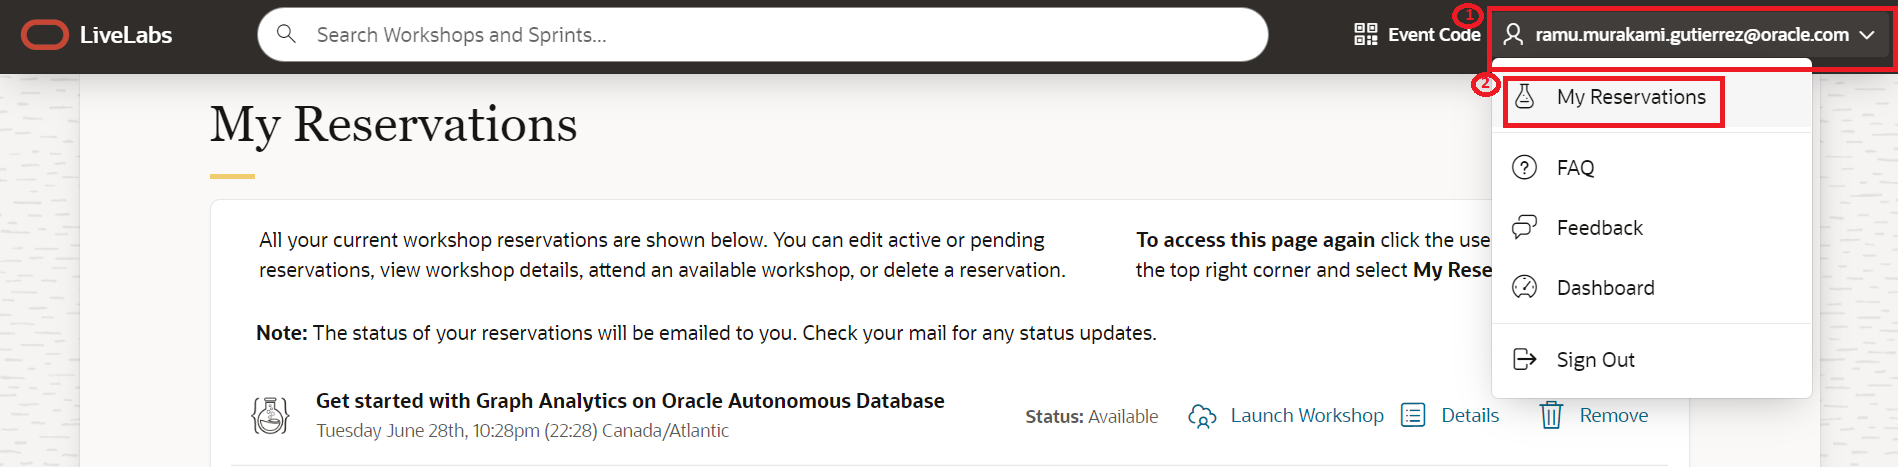 LiveLabs
Search Workshops and Sprints...
Event Code
1
ramu.murakami.gutierrez@oracle.com
2
My Reservations
FAQ
Feedback
Dashboard
Sign Out
My Reservations
All your current workshop reservations are shown below. You can edit active or pending
reservations, view workshop details, attend an available workshop, or delete a reservation.
To access this page again click the use
the top right corner and select My Rese
Note: The status of your reservations will be emailed to you. Check your mail for any status updates.
Get started with Graph Analytics on Oracle Autonomous Database
Tuesday June 28th, 10:28pm (22:28) Canada/Atlantic
Status: Available
Launch Workshop
Details
Remove